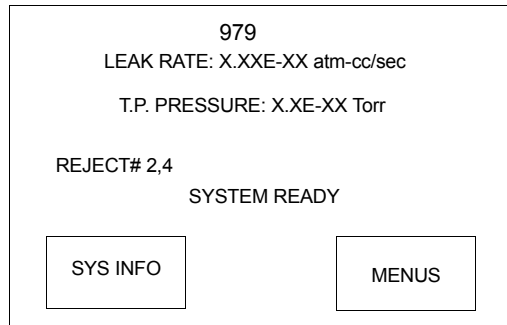 979
LEAK RATE: X.XXE-XX atm-cc/sec
T.P. PRESSURE: X.XE-XX Torr
REJECT# 2,4
SYSTEM READY
SYS INFO
MENUS